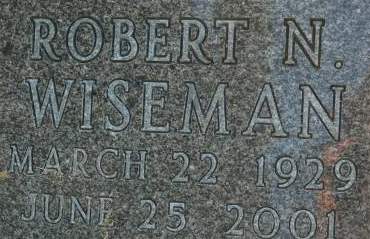 ROBERT N.
WISEMAN
MARCH 22 1929
JUNE 25 2001